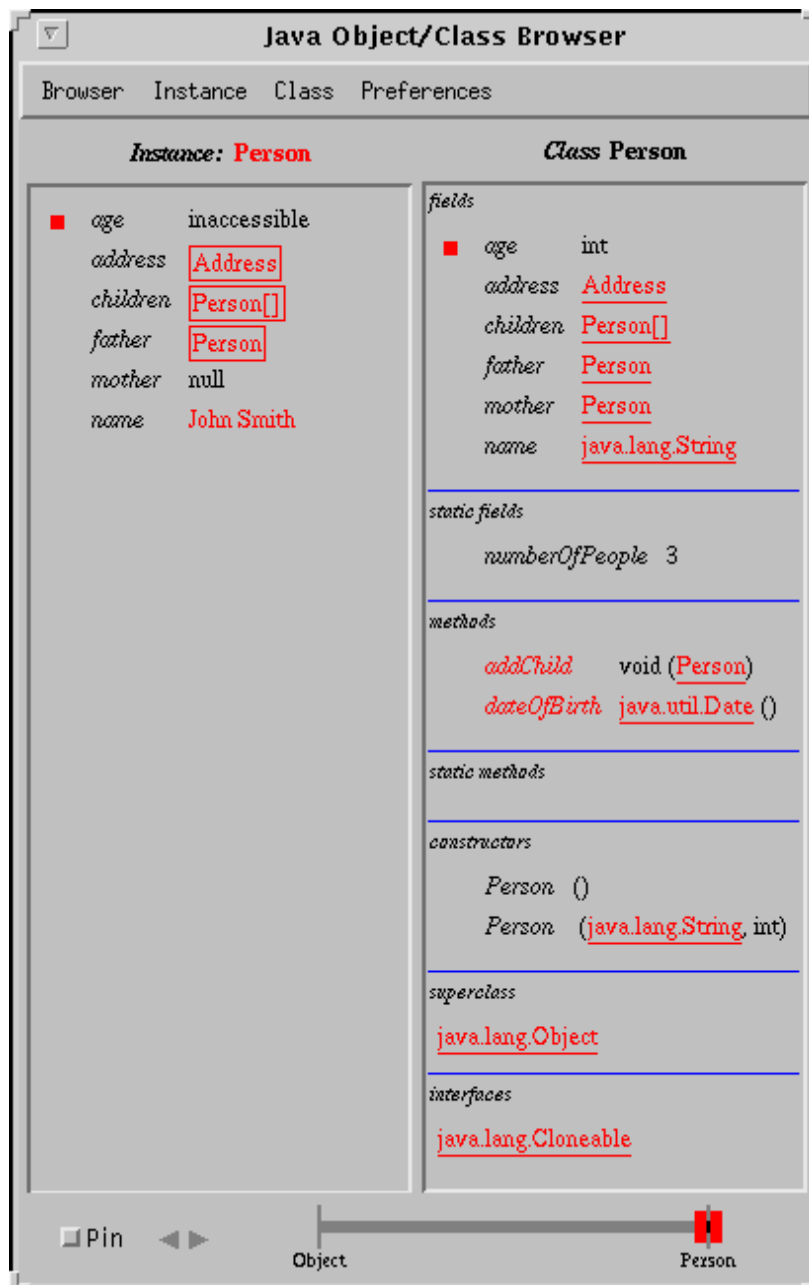 Java Object/Class Browser
Browser Instance Class Preferences
Instance: Person
age inaccessible
address Address
children Person[]
father Person
mother null
name John Smith
Class Person
fields
age int
address Address
children Person[]
father Person
mother Person
name java.lang.String
static fields
numberOfPeople 3
methods
addChild void (Person)
dateOfBirth java.util.Date ()
static methods
constructors
Person ()
Person (java.lang.String, int)
superclass
java.lang.Object
interfaces
java.lang.Cloneable
Pin
Object Person